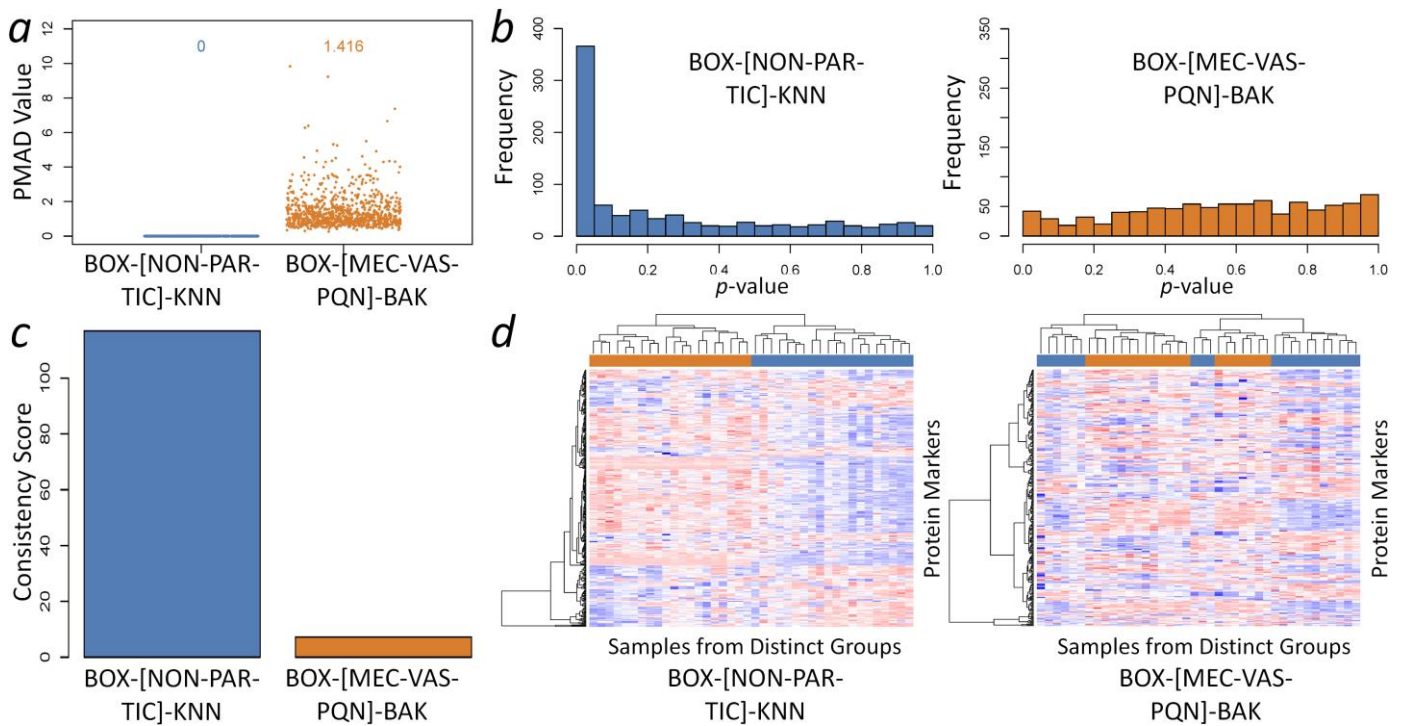 a
PMAD Value
12
10
8
6
4
2
0
0
1.416
BOX-[NON-PAR-
TIC]-KNN
BOX-[MEC-VAS-
PQN]-BAK
b
Frequency
400
300
200
100
0
BOX-[NON-PAR-
TIC]-KNN
0.0 0.2 0.4 0.6 0.8 1.0
p-value
Frequency
350
250
150
50
0
BOX-[MEC-VAS-
PQN]-BAK
0.0 0.2 0.4 0.6 0.8 1.0
p-value
c
Consistency Score
100
80
60
40
20
0
BOX-[NON-PAR-
TIC]-KNN
BOX-[MEC-VAS-
PQN]-BAK
d
Protein Markers
Samples from Distinct Groups
BOX-[NON-PAR-
TIC]-KNN
Protein Markers
Samples from Distinct Groups
BOX-[MEC-VAS-
PQN]-BAK